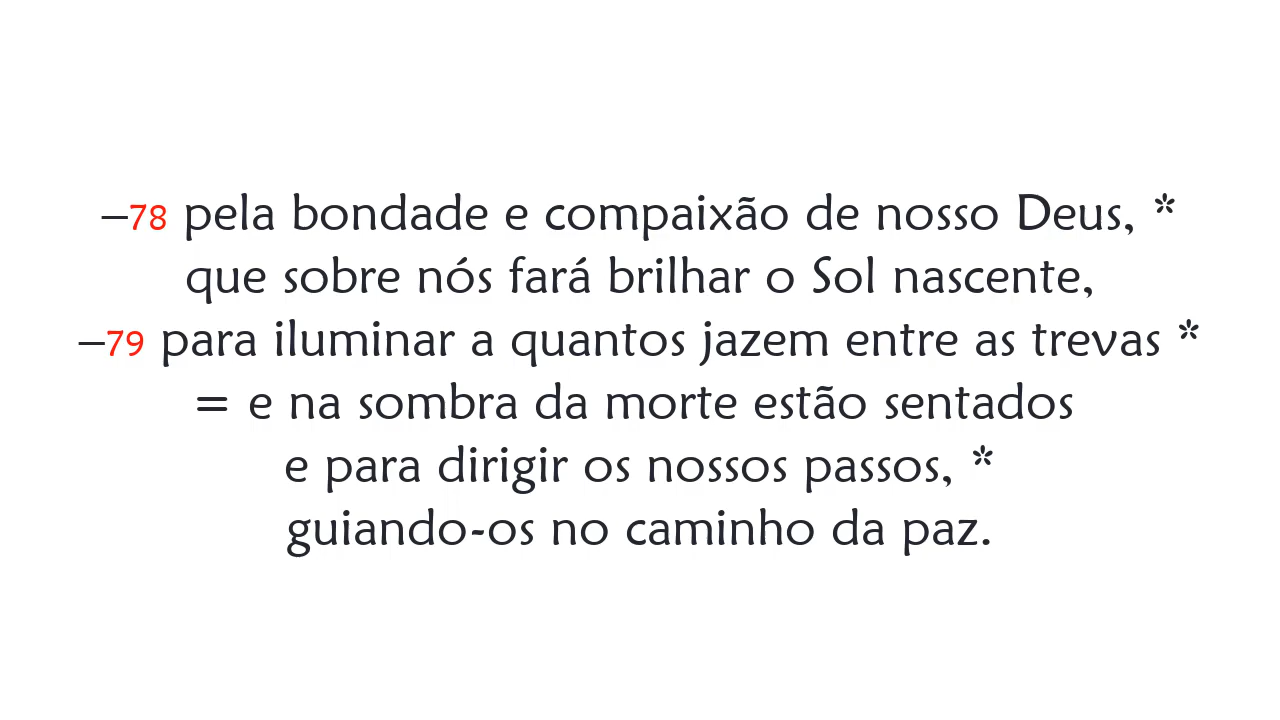 –78 pela bondade e compaixão de nosso Deus, *
que sobre nós fará brilhar o Sol nascente,
–79 para iluminar a quantos jazem entre as trevas *
= e na sombra da morte estão sentados
e para dirigir os nossos passos, *
guiando-os no caminho da paz.